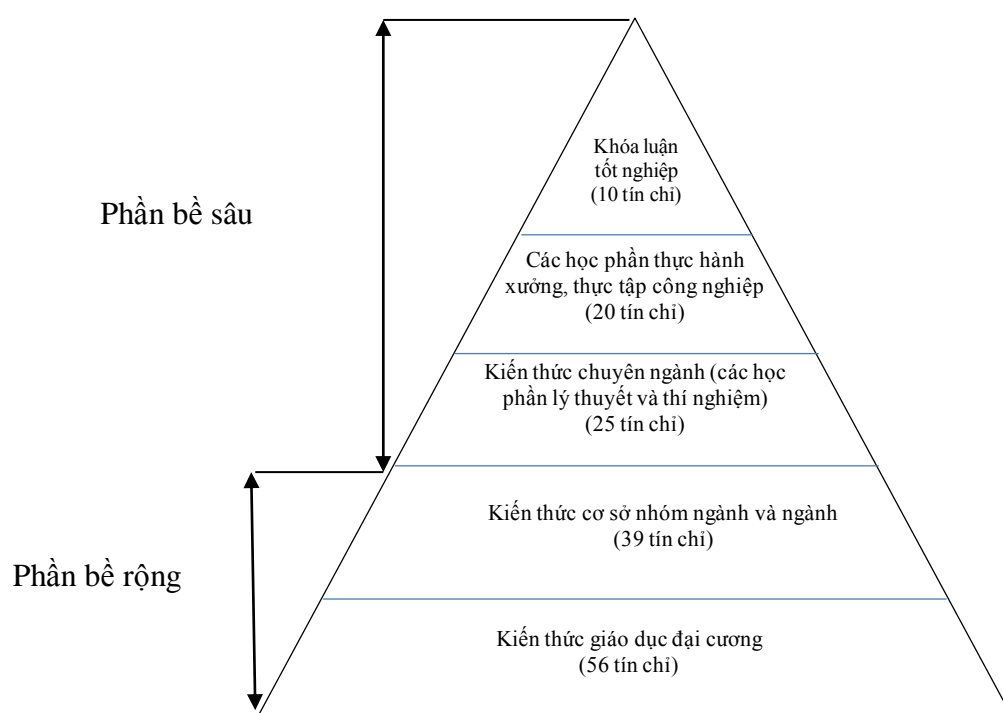 Khóa luận
tốt nghiệp
(10 tín chỉ)
Phần bề sâu
Các học phần thực hành
xưởng, thực tập công nghiệp
(20 tín chỉ)
Kiến thức chuyên ngành (các học
phần lý thuyết và thí nghiệm)
(25 tín chỉ)
Kiến thức cơ sở nhóm ngành và ngành
(39 tín chỉ)
Phần bề rộng
Kiến thức giáo dục đại cương
(56 tín chỉ)